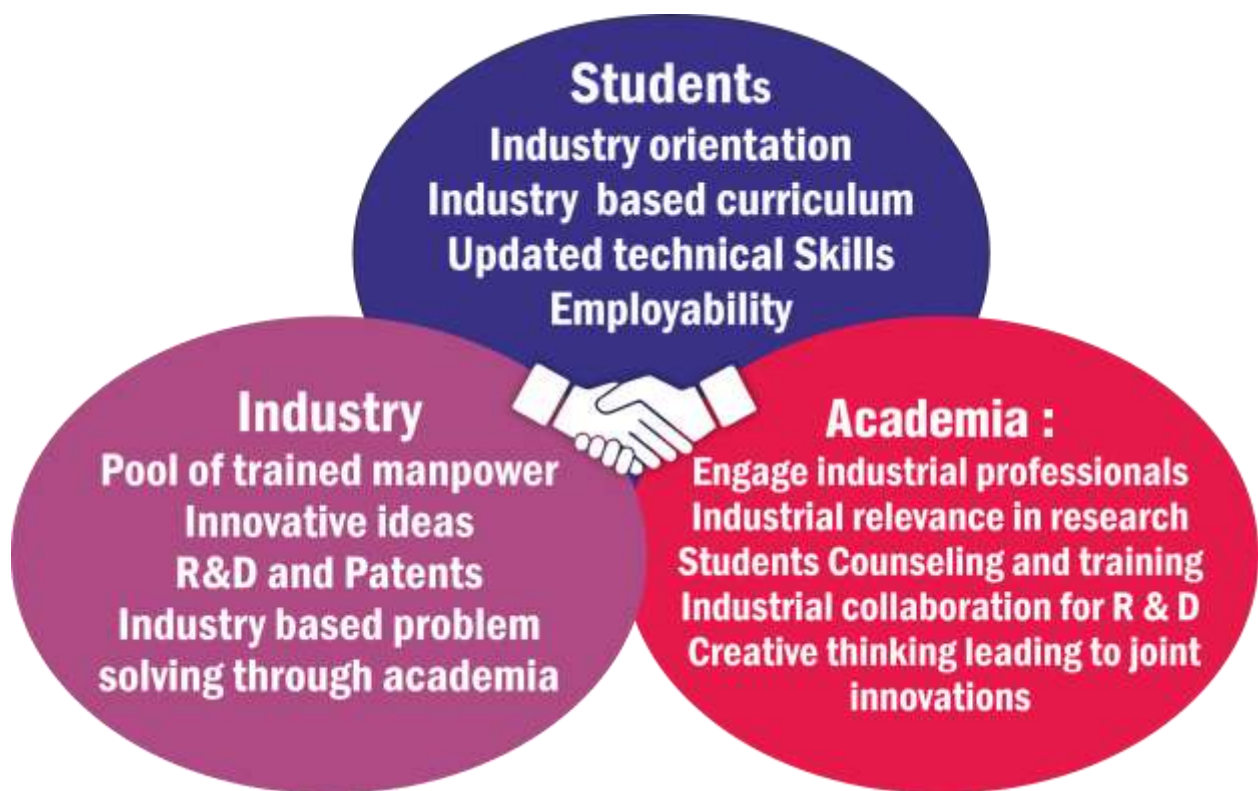 Students
Industry orientation
Industry based curriculum
Updated technical Skills
Employability
Industry
Pool of trained manpower
Innovative ideas
R&D and Patents
Industry based problem
solving through academia
Academia :
Engage industrial professionals
Industrial relevance in research
Students Counseling and training
Industrial collaboration for R & D
Creative thinking leading to joint
innovations